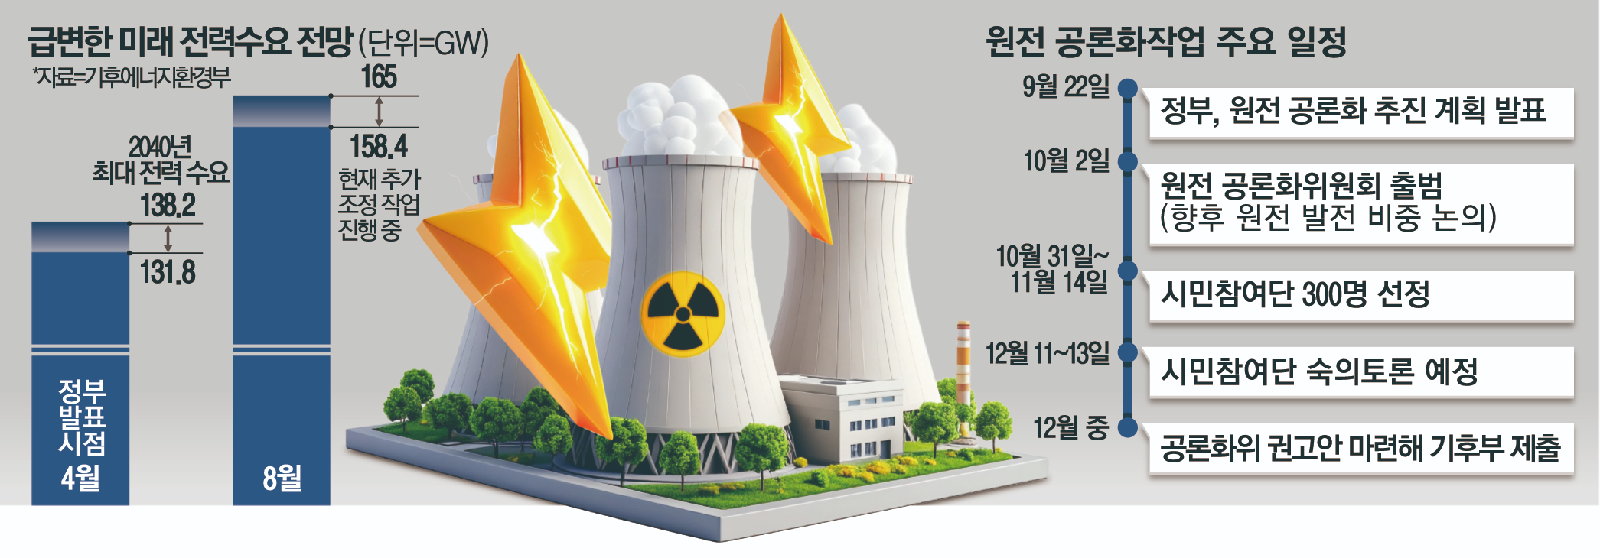 급변한 미래 전력수요 전망 (단위=GW)
*자료=기후에너지환경부
2040년
최대 전력 수요
138.2
131.8
정부
발표
시점
4월
165
158.4
현재 추가
조정 작업
진행 중
8월
원전 공론화작업 주요 일정
9월 22일
정부, 원전 공론화 추진 계획 발표
10월 2일
원전 공론화위원회 출범
(향후 원전 발전 비중 논의)
10월 31일~
11월 14일
시민참여단 300명 선정
12월 11~13일
시민참여단 숙의토론 예정
12월 중
공론화위 권고안 마련해 기후부 제출